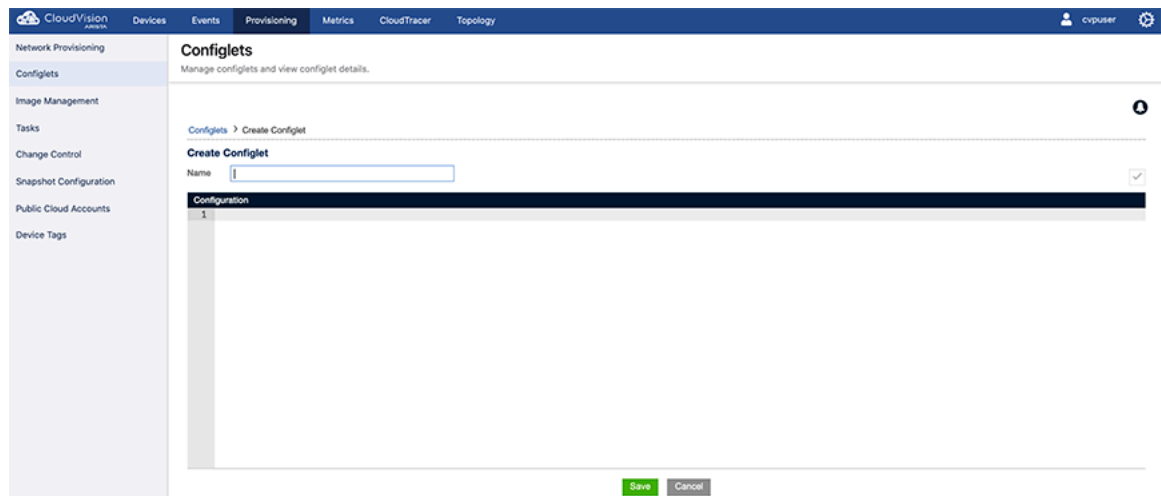 CloudVision
ARISTA
Devices Events Provisioning Metrics CloudTracer Topology cvpuser
Network Provisioning
Configlets
Image Management
Tasks
Change Control
Snapshot Configuration
Public Cloud Accounts
Device Tags
Configlets
Manage configlets and view configlet details.
Configlets > Create Configlet
Create Configlet
Name
Configuration
1
Save Cancel